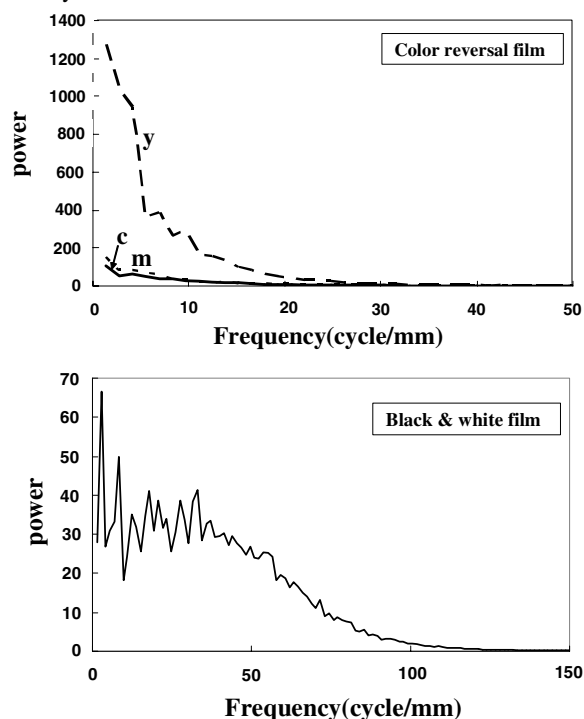 1400
Color reversal film
1200
1000
power
800
y
600
400
200
c
m
0
0 10 20 30 40 50
Frequency(cycle/mm)
70
Black & white film
60
50
power
40
30
20
10
0
0 50 100 150
Frequency(cycle/mm)